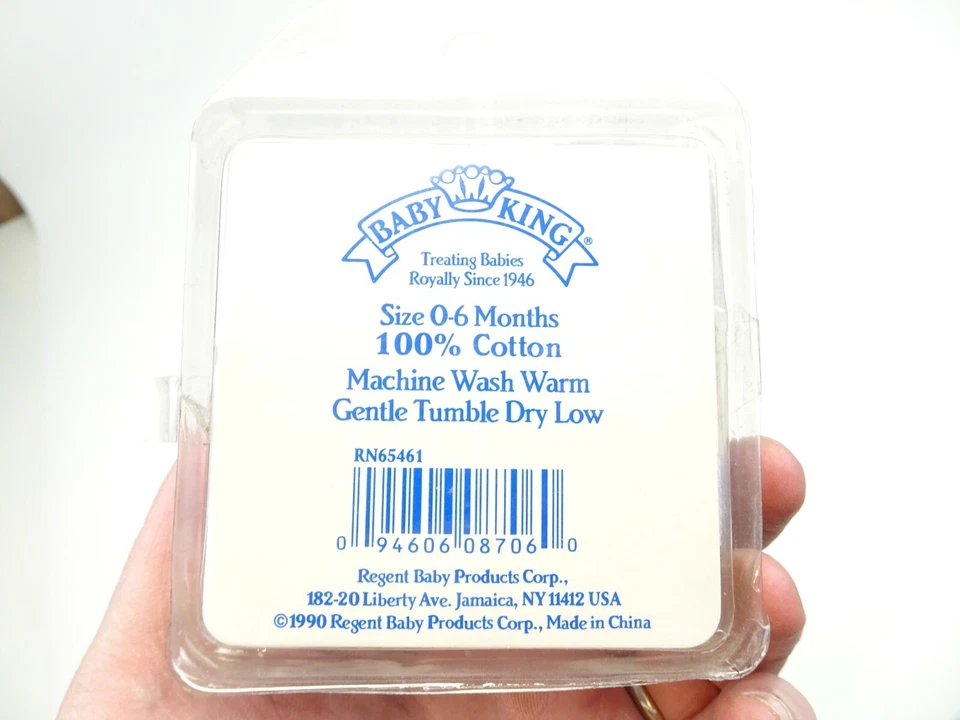 BABY KING®
Treating Babies
Royally Since 1946
Size 0-6 Months
100% Cotton
Machine Wash Warm
Gentle Tumble Dry Low
RN65461
0 94606 08706 0
Regent Baby Products Corp.,
182-20 Liberty Ave. Jamaica, NY 11412 USA
©1990 Regent Baby Products Corp., Made in China